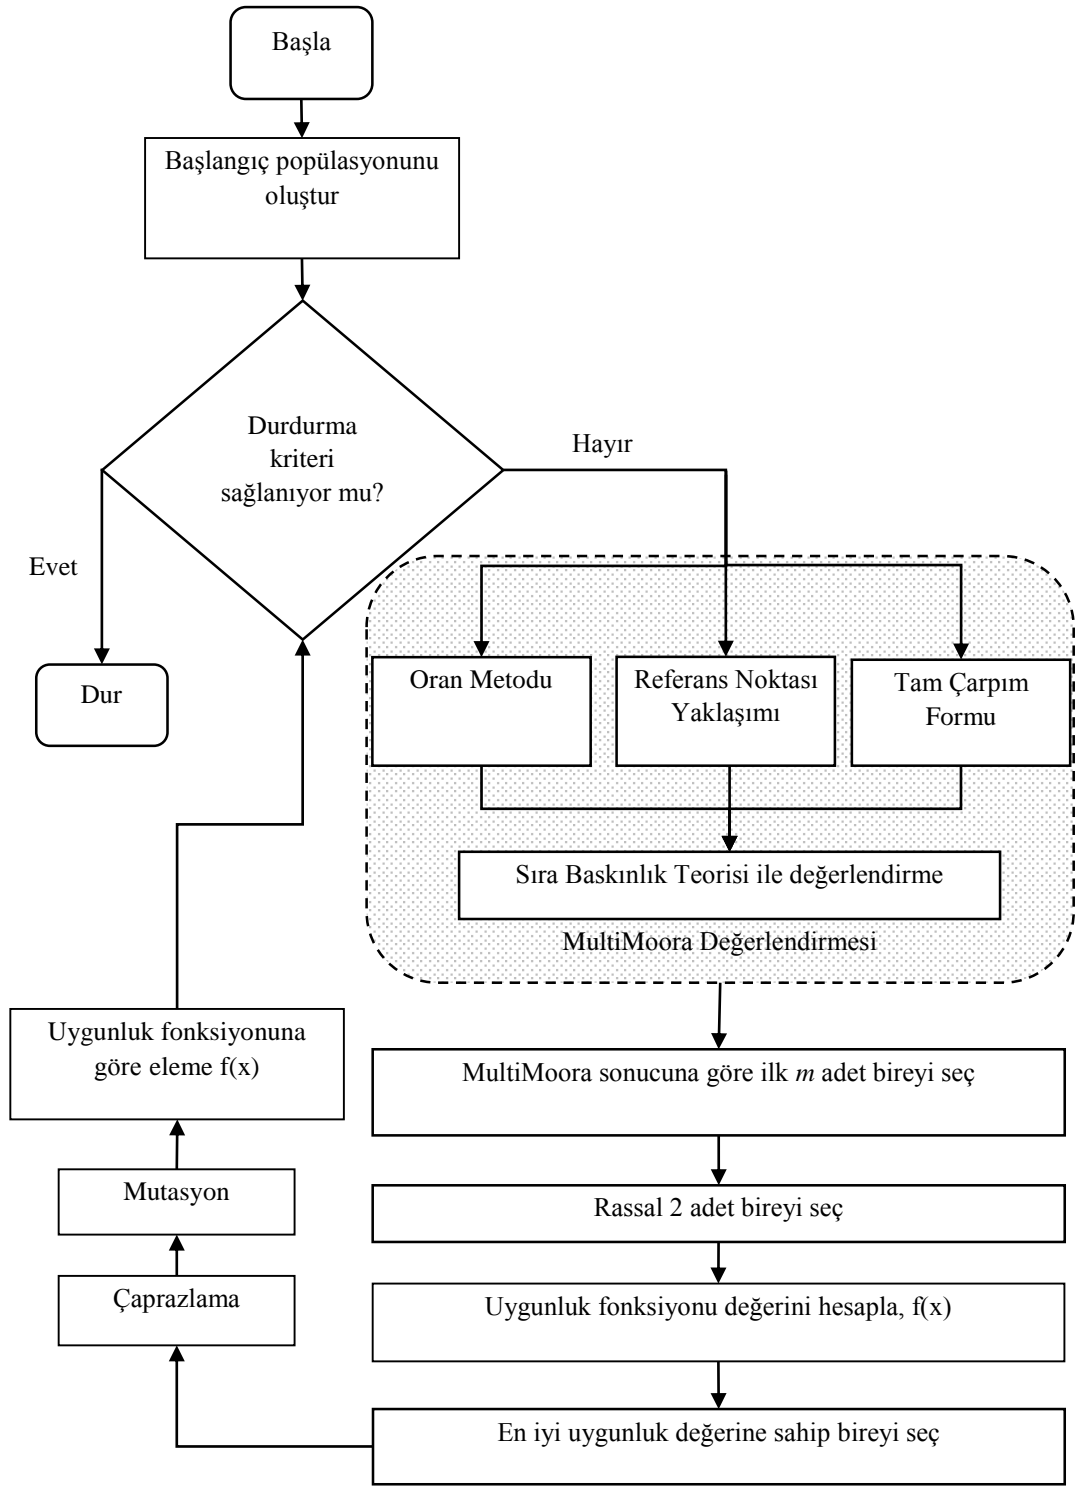 Başla
Başlangıç popülasyonunu
oluştur
Durdurma
kriteri
sağlanıyor mu?
Hayır
Evet
Dur
Oran Metodu
Referans Noktası
Yaklaşımı
Tam Çarpım
Formu
Sıra Baskınlık Teorisi ile değerlendirme
MultiMoora Değerlendirmesi
MultiMoora sonucuna göre ilk m adet bireyi seç
Rassal 2 adet bireyi seç
Uygunluk fonksiyonu değerini hesapla, f(x)
En iyi uygunluk değerine sahip bireyi seç
Çaprazlama
Mutasyon
Uygunluk fonksiyonuna
göre eleme f(x)